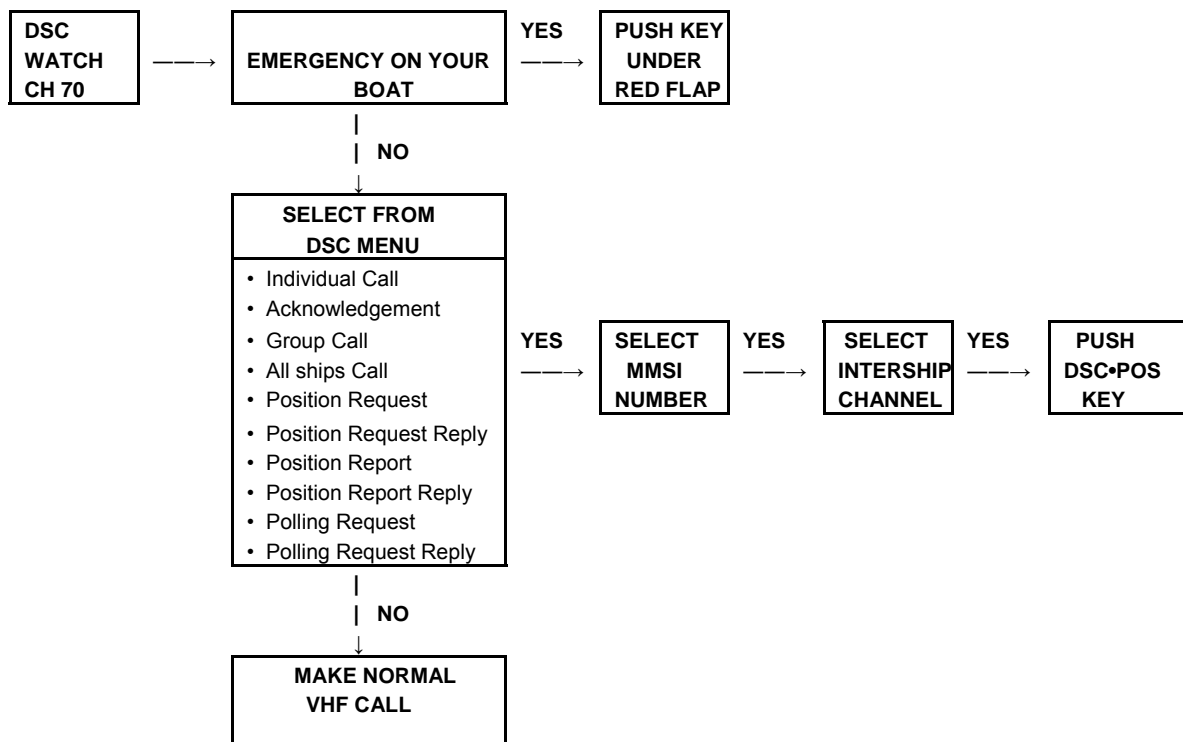 DSC
WATCH
CH 70
——→
EMERGENCY ON YOUR
BOAT
YES
——→
PUSH KEY
UNDER
RED FLAP
|
| NO
↓
SELECT FROM
DSC MENU
• Individual Call
• Acknowledgement
• Group Call
• All ships Call
• Position Request
• Position Request Reply
• Position Report
• Position Report Reply
• Polling Request
• Polling Request Reply
YES
——→
SELECT
MMSI
NUMBER
YES
——→
SELECT
INTERSHIP
CHANNEL
YES
——→
PUSH
DSC•POS
KEY
|
| NO
↓
MAKE NORMAL
VHF CALL